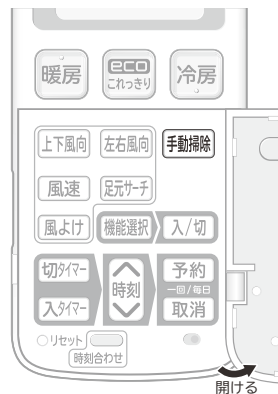 暖房
eco
これっきり
冷房
上下風向
左右風向
手動掃除
風速
足元サーチ
風よけ
機能選択
入/切
切タイマー
入タイマー
時刻
予約
一回/毎日
取消
リセット
時刻合わせ
開ける